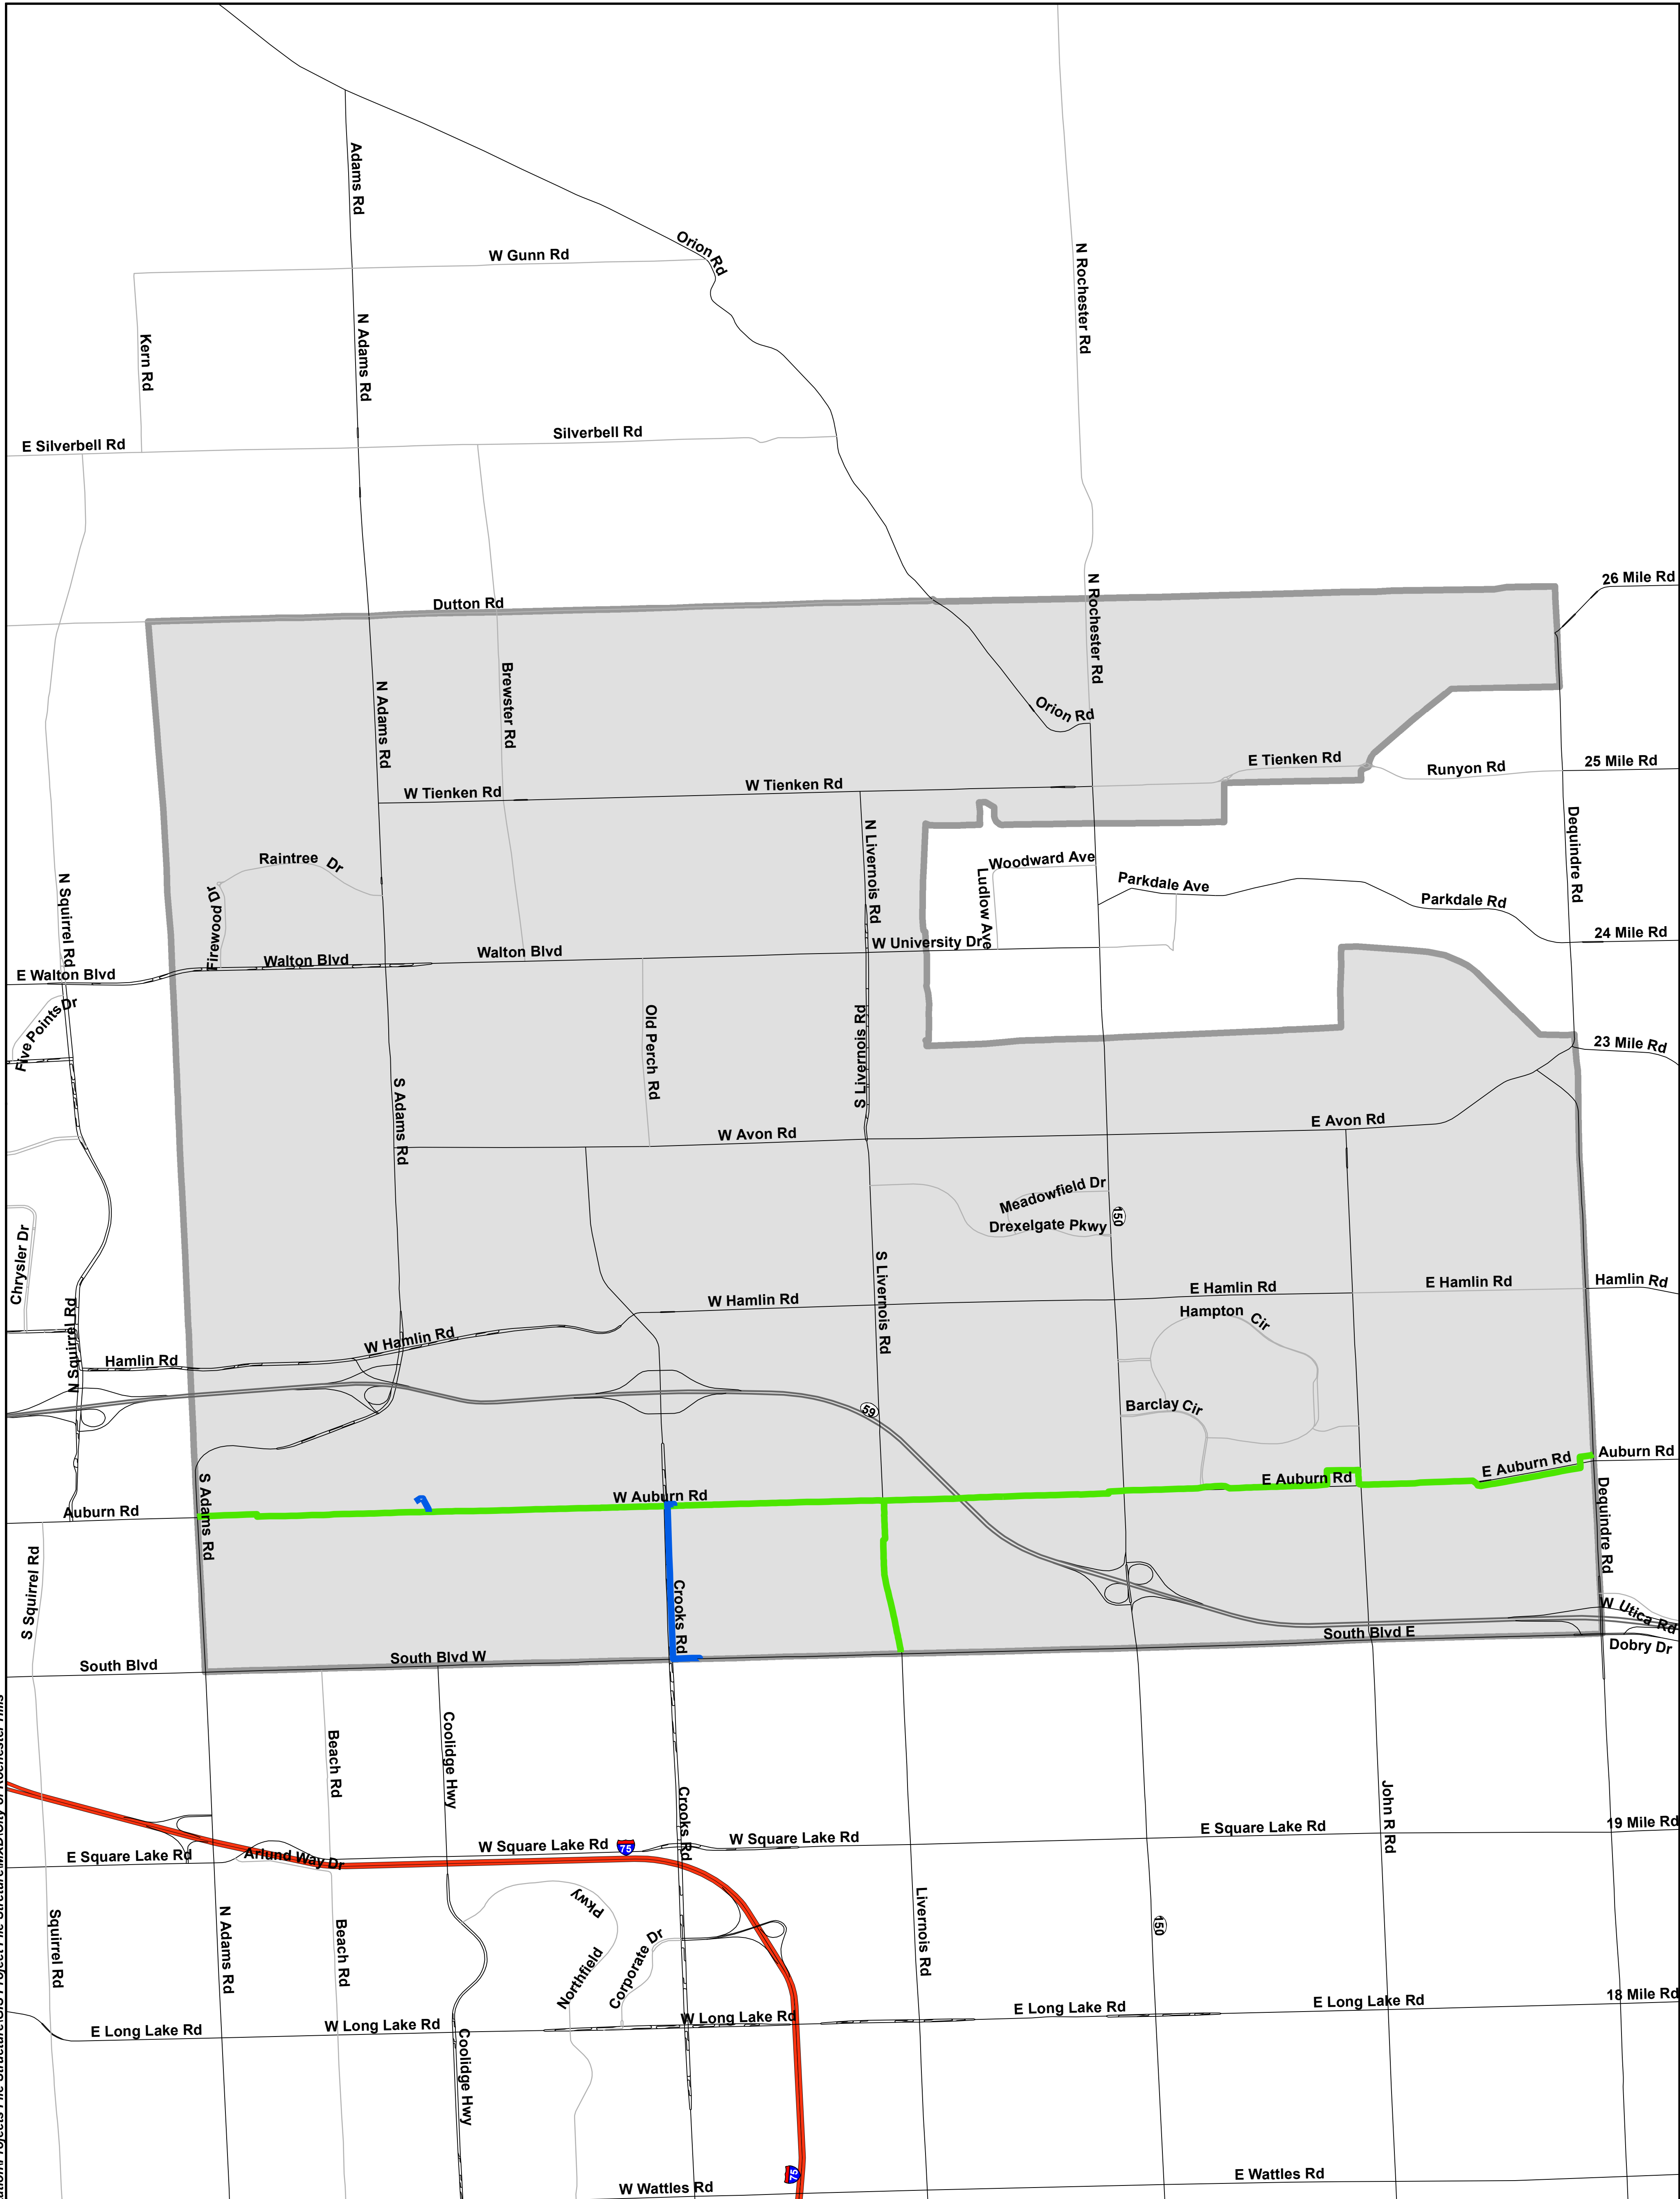 Adams Rd
Orion Rd
W Gunn Rd
N Rochester Rd
Kern Rd
N Adams Rd
E Silverbell Rd
Silverbell Rd
26 Mile Rd
Dutton Rd
N Rochester Rd
Brewster Rd
N Adams Rd
Orion Rd
E Tienken Rd
Runyon Rd
25 Mile Rd
W Tienken Rd
W Tienken Rd
N Livernois Rd
Dequindre Rd
Raintree Dr
Woodward Ave
Ludlow Ave
Parkdale Ave
Parkdale Rd
N Squirrel Rd
Firewood Dr
24 Mile Rd
W University Dr
Walton Blvd
Walton Blvd
E Walton Blvd
Five Points Dr
Old Perch Rd
S Livernois Rd
23 Mile Rd
S Adams Rd
W Avon Rd
E Avon Rd
Meadowfield Dr
150
Drexelgate Pkwy
Chrysler Dr
S Livernois Rd
E Hamlin Rd
E Hamlin Rd
Hamlin Rd
W Hamlin Rd
Hampton Cir
N Squirrel Rd
W Hamlin Rd
Hamlin Rd
59
Barclay Cir
Auburn Rd
E Auburn Rd
E Auburn Rd
W Auburn Rd
Auburn Rd
S Adams Rd
Dequindre Rd
S Squirrel Rd
Crooks Rd
W Utica Rd
South Blvd E
Dobry Dr
South Blvd W
South Blvd
Beach Rd
Coolidge Hwy
Crooks Rd
John R Rd
19 Mile Rd
E Square Lake Rd
W Square Lake Rd
75
W Square Lake Rd
E Square Lake Rd
Arlund Way Dr
Northfield Pkwy
Corporate Dr
Squirrel Rd
N Adams Rd
Beach Rd
Livernois Rd
150
18 Mile Rd
E Long Lake Rd
E Long Lake Rd
W Long Lake Rd
W Long Lake Rd
E Long Lake Rd
Coolidge Hwy
75
E Wattles Rd
W Wattles Rd